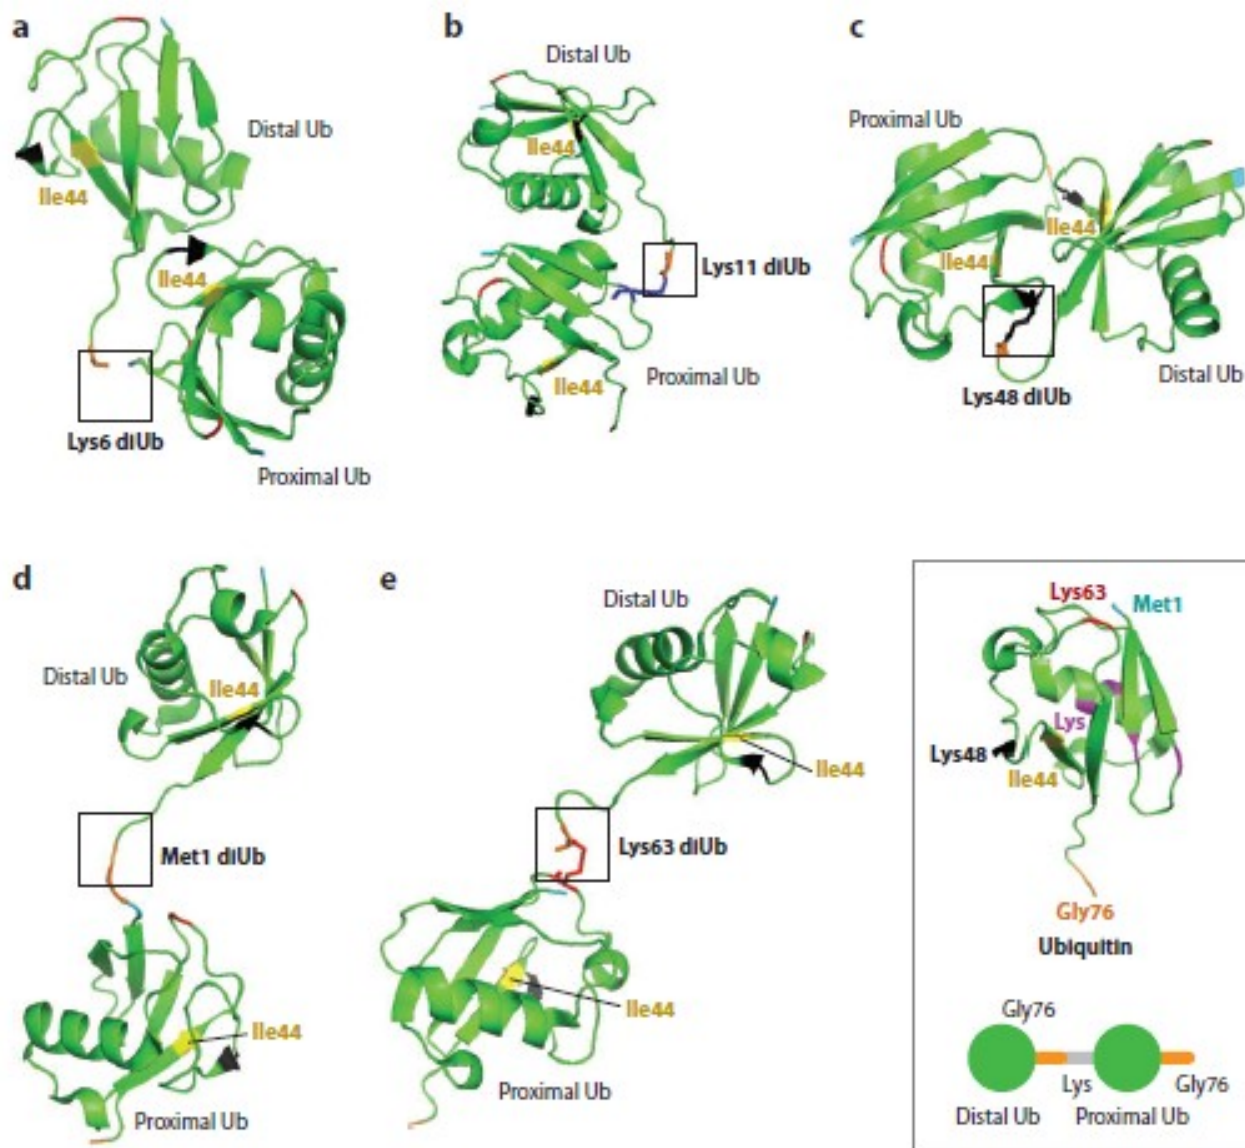 a
Distal Ub
Ile44
Ile44
Lys6 diUb
Proximal Ub
b
Distal Ub
Ile44
Lys11 diUb
Proximal Ub
Ile44
c
Proximal Ub
Ile44
Ile44
Lys48 diUb
Distal Ub
d
Distal Ub
Ile44
Met1 diUb
Ile44
Proximal Ub
e
Distal Ub
Ile44
Lys63 diUb
Ile44
Proximal Ub
Lys63
Met1
Lys
Lys48
Ile44
Gly76
Ubiquitin
Gly76
Lys
Gly76
Distal Ub
Proximal Ub